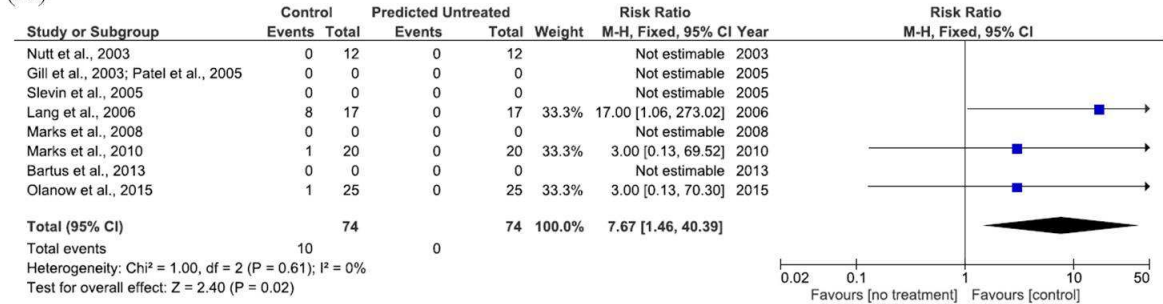 Control Predicted Untreated Risk Ratio Risk Ratio
Study or Subgroup Events Total Events Total Weight M-H, Fixed, 95% CI Year M-H, Fixed, 95% CI
Nutt et al., 2003 0 12 0 12 Not estimable 2003
Gill et al., 2003; Patel et al., 2005 0 0 0 0 Not estimable 2005
Slevin et al., 2005 0 0 0 0 Not estimable 2005
Lang et al., 2006 8 17 0 17 33.3% 17.00 [1.06, 273.02] 2006
Marks et al., 2008 0 0 0 0 Not estimable 2008
Marks et al., 2010 1 20 0 20 33.3% 3.00 [0.13, 69.52] 2010
Bartus et al., 2013 0 0 0 0 Not estimable 2013
Olanow et al., 2015 1 25 0 25 33.3% 3.00 [0.13, 70.30] 2015
Total (95% CI) 74 74 100.0% 7.67 [1.46, 40.39]
Total events 10 0
Heterogeneity: Chi² = 1.00, df = 2 (P = 0.61); I² = 0%
Test for overall effect: Z = 2.40 (P = 0.02)
0.02 0.1 1 10 50
Favours [no treatment] Favours [control]